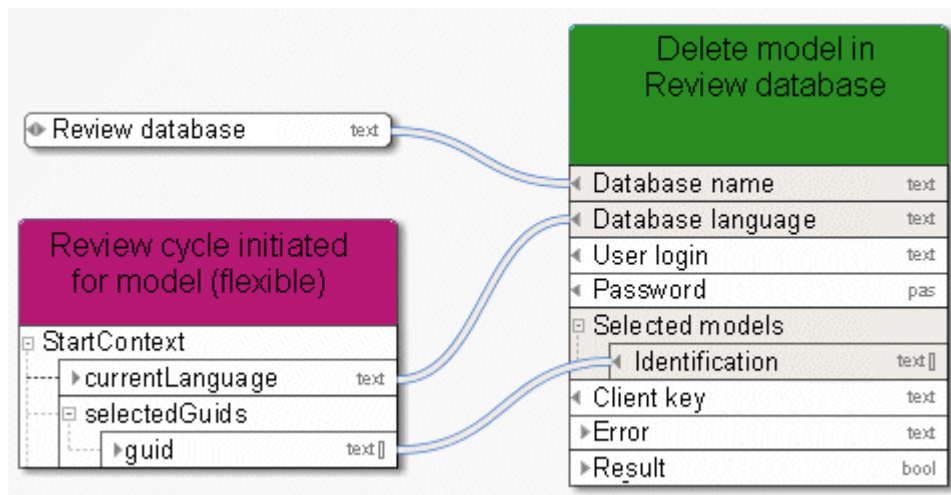 Delete model in
Review database
Review database text
Database name text
Database language text
User login text
Password pas
Selected models
Identification text []
Client key text
Error text
Result bool
Review cycle initiated
for model (flexible)
StartContext
currentLanguage text
selectedGuids
guid text []